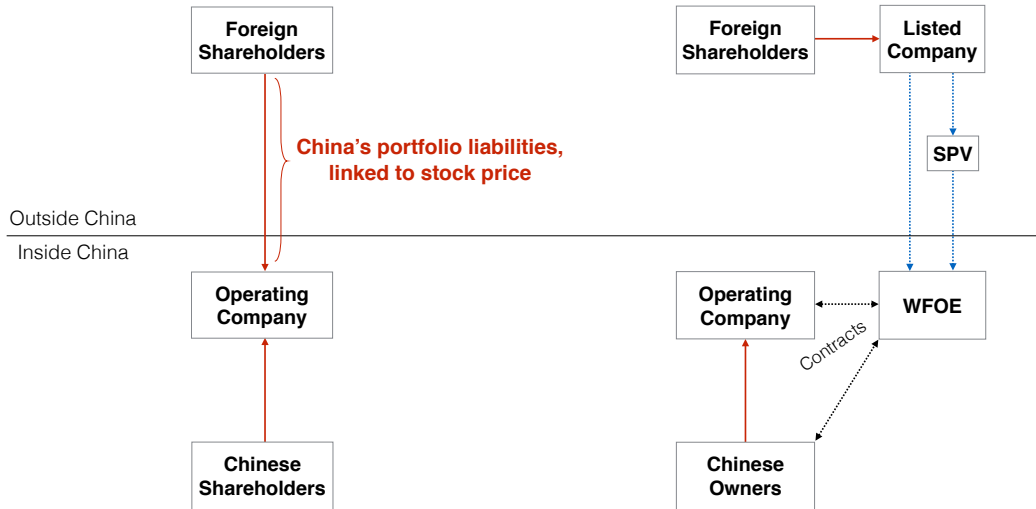 Foreign
Shareholders
Foreign
Shareholders
Listed
Company
China’s portfolio liabilities,
linked to stock price
SPV
Outside China
Inside China
Operating
Company
Operating
Company
WFOE
Contracts
Chinese
Shareholders
Chinese
Owners